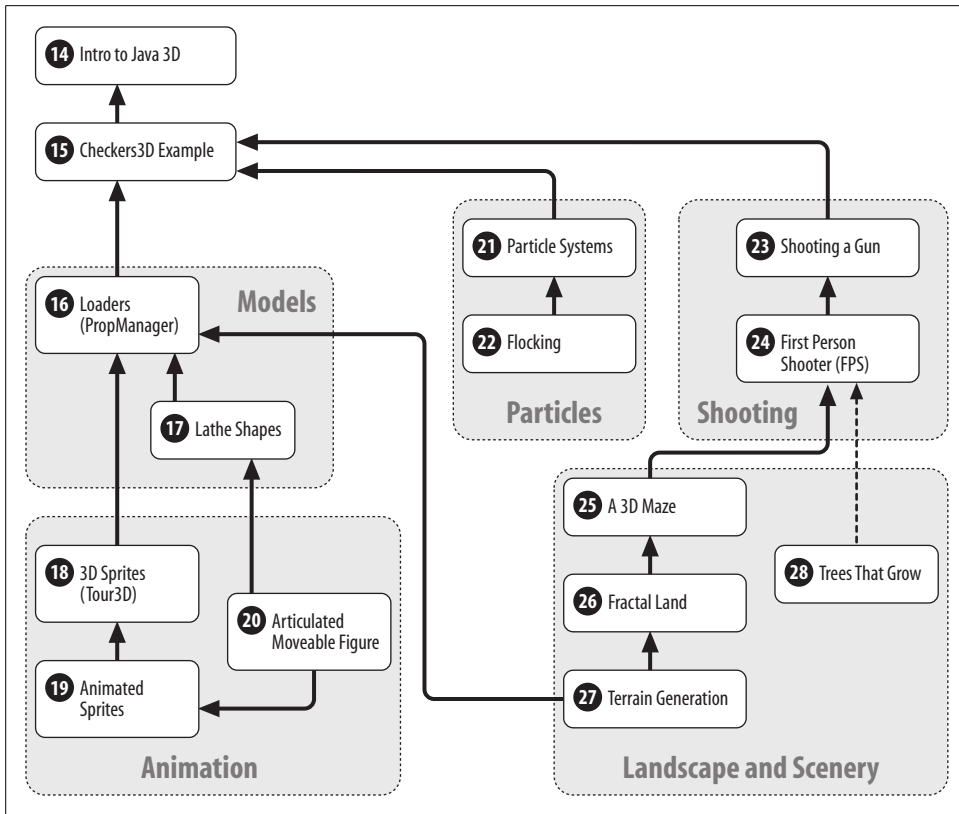 14 Intro to Java 3D
15 Checkers3D Example
16 Loaders
(PropManager)
Models
17 Lathe Shapes
18 3D Sprites
(Tour3D)
19 Animated
Sprites
20 Articulated
Moveable Figure
Animation
21 Particle Systems
22 Flocking
Particles
23 Shooting a Gun
24 First Person
Shooter (FPS)
Shooting
25 A 3D Maze
26 Fractal Land
27 Terrain Generation
28 Trees That Grow
Landscape and Scenery